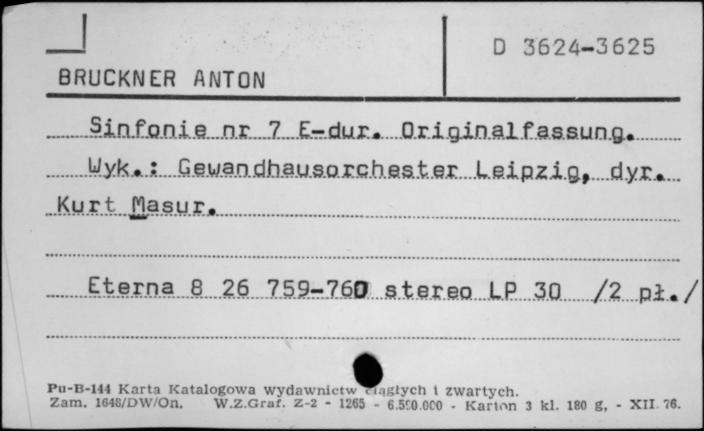 D 3624-3625
BRUCKNER ANTON
Sinfonie nr 7 E-dur. Originalfassung.
Wyk.: Gewandhausorchester Leipzig, dyr.
Kurt Masur.
Eterna 8 26 759-760 stereo LP 30 /2 pł./
Pu-B-144 Karta Katalogowa wydawnictw ciągłych i zwartych.
Zam. 1648/DW/On. W.Z.Graf. Z-2 - 1265 - 6.500.000 - Karton 3 kl. 180 g, - XII. 76.